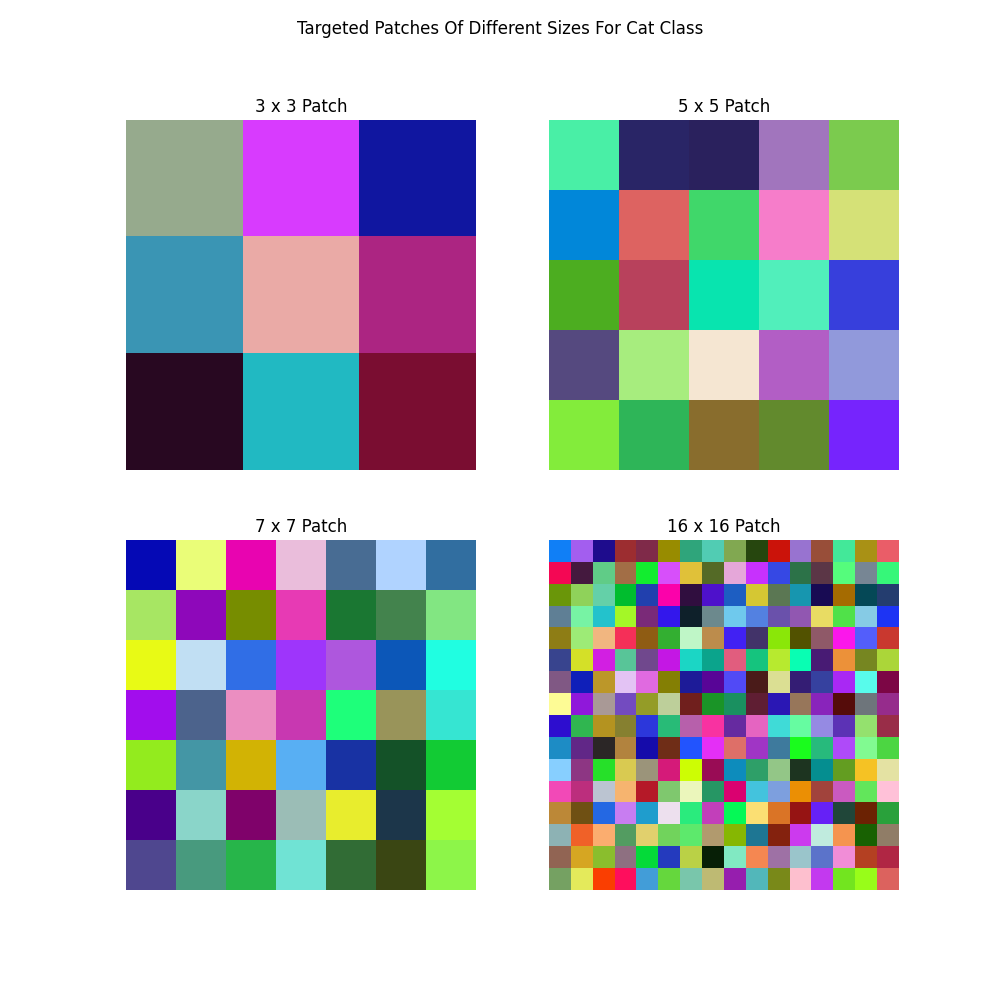 Targeted Patches Of Different Sizes For Cat Class
3 x 3 Patch
5 x 5 Patch
7 x 7 Patch
16 x 16 Patch